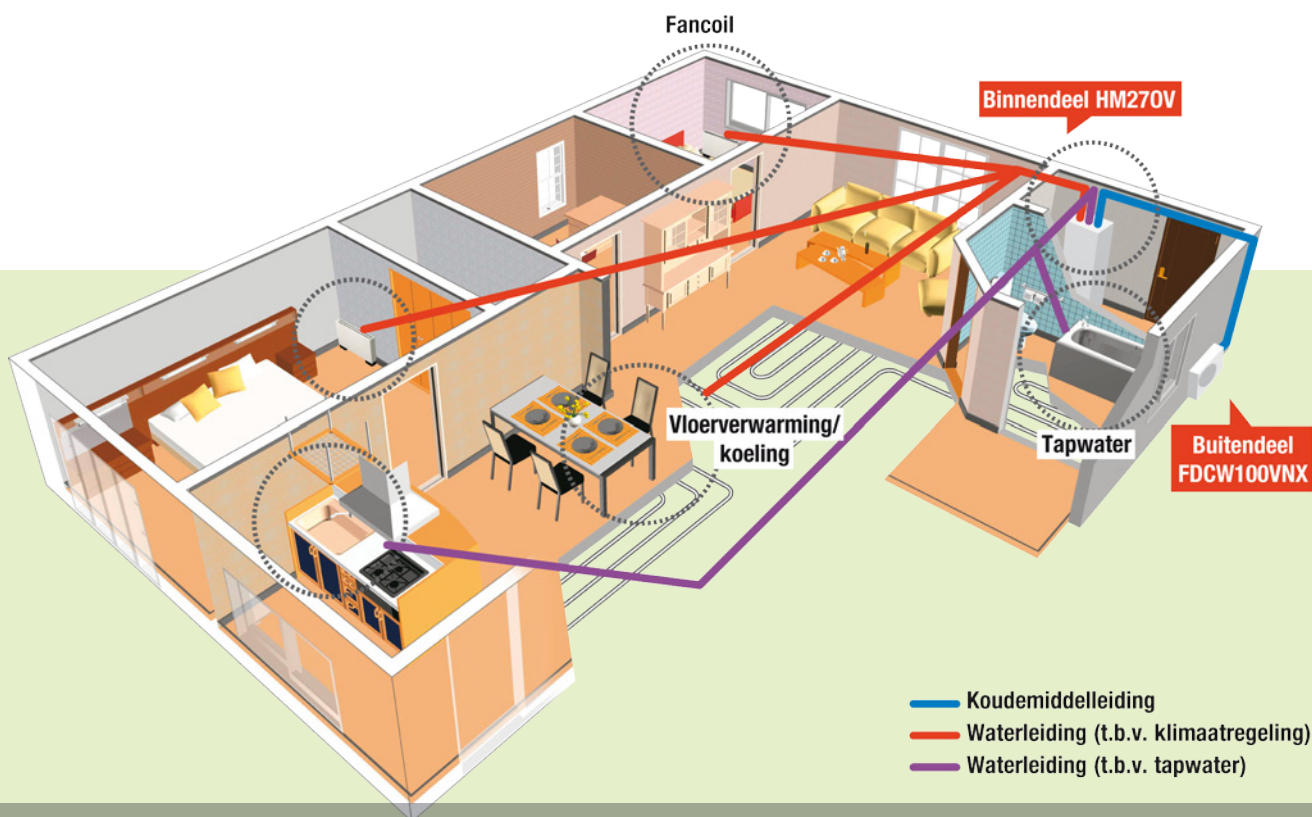 Fancoil
Binnendeel HM270V
Vloerverwarming/
koeling
Tapwater
Buitendeel
FDCW100VNX
Koudemiddelleiding
Waterleiding (t.b.v. klimaatregeling)
Waterleiding (t.b.v. tapwater)